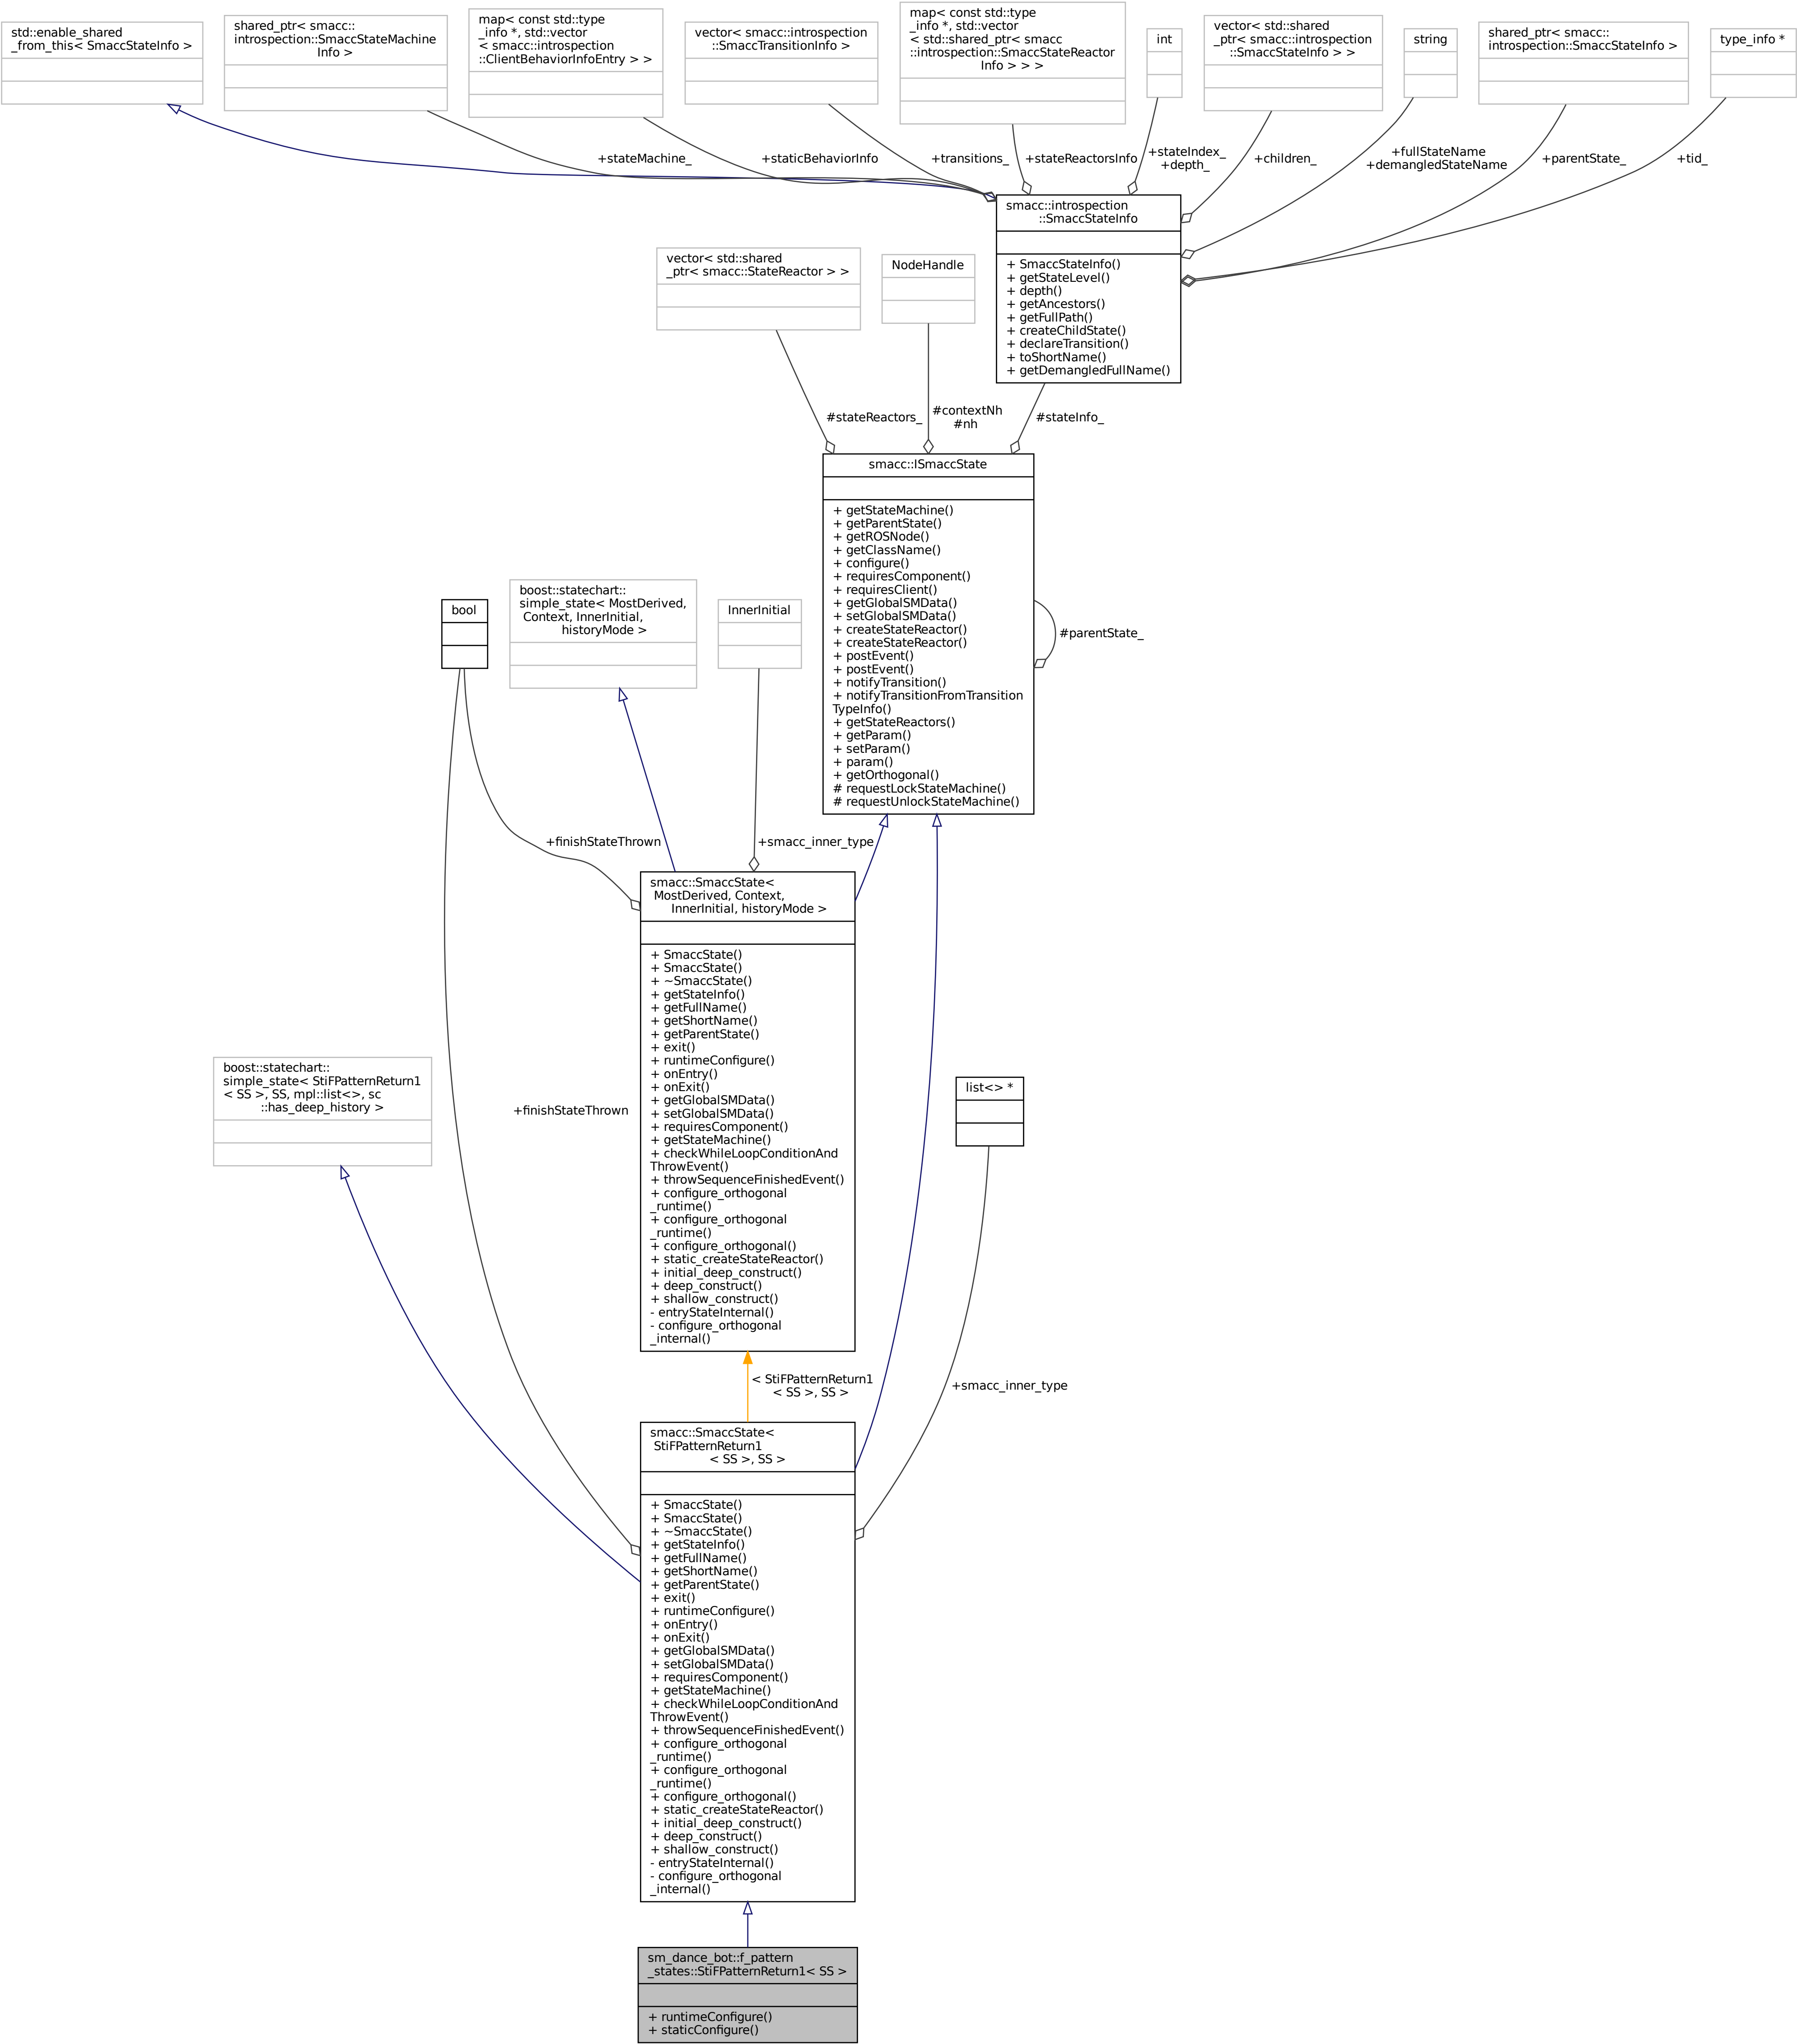 std::enable_shared
_from_this< SmaccStateInfo >
shared_ptr< smacc::
introspection::SmaccStateMachine
Info >
map< const std::type
_info *, std::vector
< smacc::introspection
::ClientBehaviorInfoEntry > >
vector< smacc::introspection
::SmaccTransitionInfo >
map< const std::type
_info *, std::vector
< std::shared_ptr< smacc
::introspection::SmaccStateReactor
Info > > >
int
vector< std::shared
_ptr< smacc::introspection
::SmaccStateInfo > >
string
shared_ptr< smacc::
introspection::SmaccStateInfo >
type_info *
+stateMachine_
+staticBehaviorInfo
+transitions_
+stateReactorsInfo
+stateIndex_
+depth_
+children_
+fullStateName
+demangledStateName
+parentState_
+tid_
smacc::introspection
::SmaccStateInfo
+ SmaccStateInfo()
+ getStateLevel()
+ depth()
+ getAncestors()
+ getFullPath()
+ createChildState()
+ declareTransition()
+ toShortName()
+ getDemangledFullName()
vector< std::shared
_ptr< smacc::StateReactor > >
NodeHandle
#stateReactors_
#contextNh
#nh
#stateInfo_
smacc::ISmaccState
+ getStateMachine()
+ getParentState()
+ getROSNode()
+ getClassName()
+ configure()
+ requiresComponent()
+ requiresClient()
+ getGlobalSMData()
+ setGlobalSMData()
+ createStateReactor()
+ createStateReactor()
+ postEvent()
+ postEvent()
+ notifyTransition()
+ notifyTransitionFromTransition
TypeInfo()
+ getStateReactors()
+ getParam()
+ setParam()
+ param()
+ getOrthogonal()
# requestLockStateMachine()
# requestUnlockStateMachine()
#parentState_
bool
boost::statechart::
simple_state< MostDerived,
Context, InnerInitial,
historyMode >
InnerInitial
+finishStateThrown
+smacc_inner_type
smacc::SmaccState<
MostDerived, Context,
InnerInitial, historyMode >
+ SmaccState()
+ SmaccState()
+ ~SmaccState()
+ getStateInfo()
+ getFullName()
+ getShortName()
+ getParentState()
+ exit()
+ runtimeConfigure()
+ onEntry()
+ onExit()
+ getGlobalSMData()
+ setGlobalSMData()
+ requiresComponent()
+ getStateMachine()
+ checkWhileLoopConditionAnd
ThrowEvent()
+ throwSequenceFinishedEvent()
+ configure_orthogonal
_runtime()
+ configure_orthogonal
_runtime()
+ configure_orthogonal()
+ static_createStateReactor()
+ initial_deep_construct()
+ deep_construct()
+ shallow_construct()
- entryStateInternal()
- configure_orthogonal
_internal()
boost::statechart::
simple_state< StiFPatternReturn1
< SS >, SS, mpl::list<>, sc
::has_deep_history >
+finishStateThrown
list<> *
< StiFPatternReturn1
< SS >, SS >
+smacc_inner_type
smacc::SmaccState<
StiFPatternReturn1
< SS >, SS >
+ SmaccState()
+ SmaccState()
+ ~SmaccState()
+ getStateInfo()
+ getFullName()
+ getShortName()
+ getParentState()
+ exit()
+ runtimeConfigure()
+ onEntry()
+ onExit()
+ getGlobalSMData()
+ setGlobalSMData()
+ requiresComponent()
+ getStateMachine()
+ checkWhileLoopConditionAnd
ThrowEvent()
+ throwSequenceFinishedEvent()
+ configure_orthogonal
_runtime()
+ configure_orthogonal
_runtime()
+ configure_orthogonal()
+ static_createStateReactor()
+ initial_deep_construct()
+ deep_construct()
+ shallow_construct()
- entryStateInternal()
- configure_orthogonal
_internal()
sm_dance_bot::f_pattern
_states::StiFPatternReturn1< SS >
+ runtimeConfigure()
+ staticConfigure()